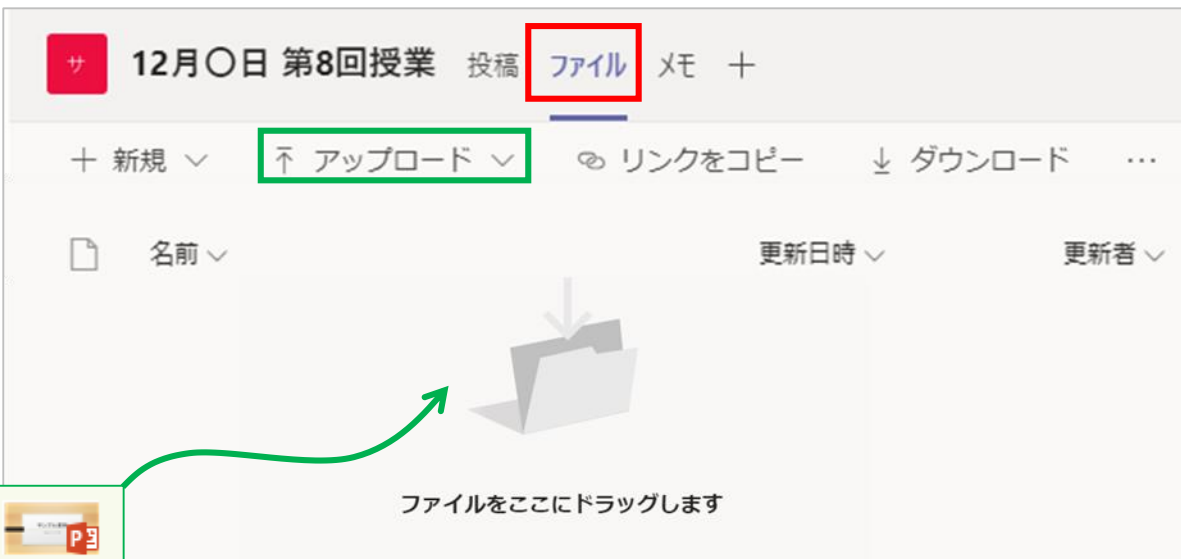 サ 12月〇日 第8回授業 投稿 ファイル メモ ＋
＋ 新規 アップロード リンクをコピー ダウンロード …
名前 更新日時 更新者
ファイルをここにドラッグします
P